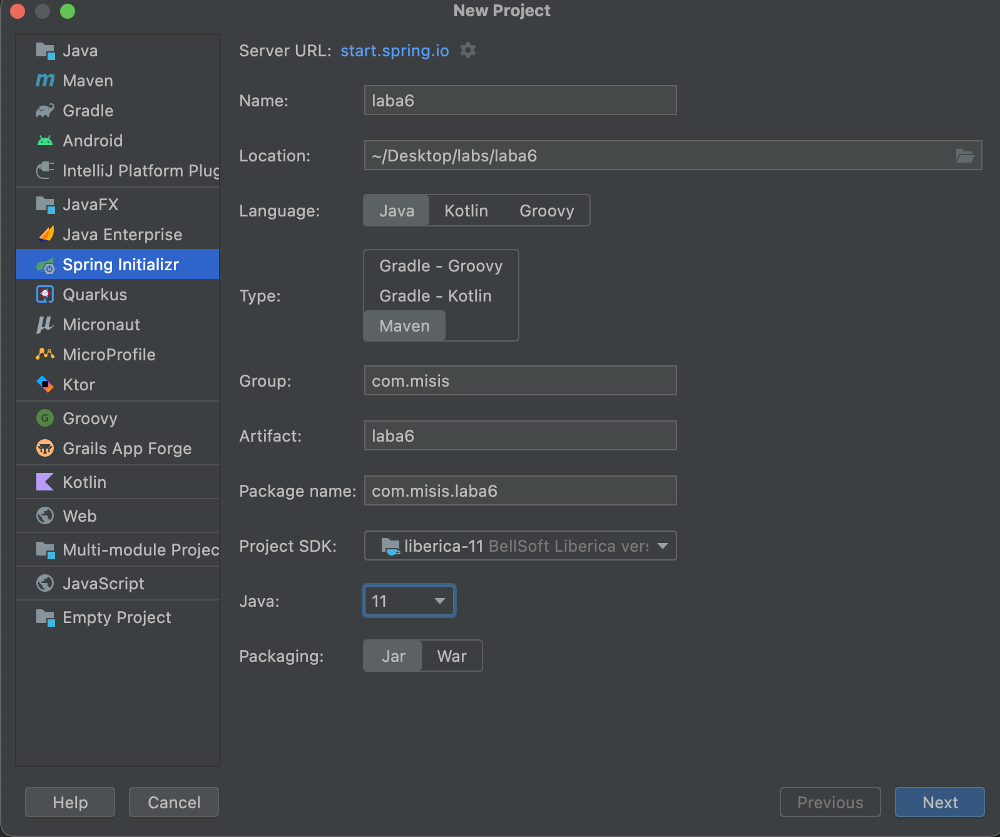 New Project
Java
Maven
Gradle
Android
IntelliJ Platform Plug
JavaFX
Java Enterprise
Spring Initializr
Quarkus
Micronaut
MicroProfile
Ktor
Groovy
Grails App Forge
Kotlin
Web
Multi-module Projec
JavaScript
Empty Project
Server URL: start.spring.io
Name: laba6
Location: ~/Desktop/labs/laba6
Language: Java Kotlin Groovy
Type: Gradle - Groovy
Gradle - Kotlin
Maven
Group: com.misis
Artifact: laba6
Package name: com.misis.laba6
Project SDK: liberica-11 BellSoft Liberica vers
Java: 11
Packaging: Jar War
Help Cancel Previous Next